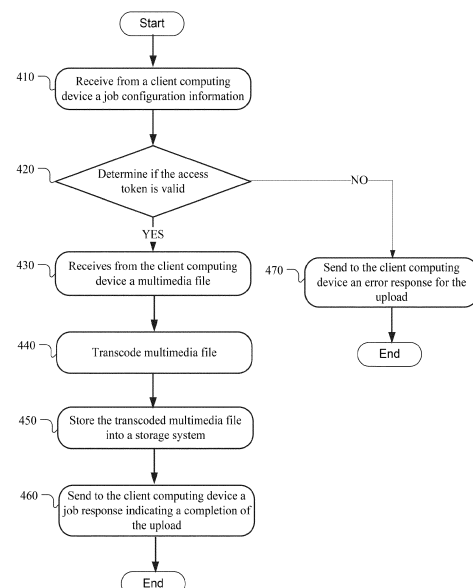 Start
410
Receive from a client computing
device a job configuration information
420
Determine if the access
token is valid
NO
YES
430
Receives from the client computing
device a multimedia file
470
Send to the client computing
device an error response for the
upload
440
Transcode multimedia file
End
450
Store the transcoded multimedia file
into a storage system
460
Send to the client computing device a
job response indicating a completion of
the upload
End